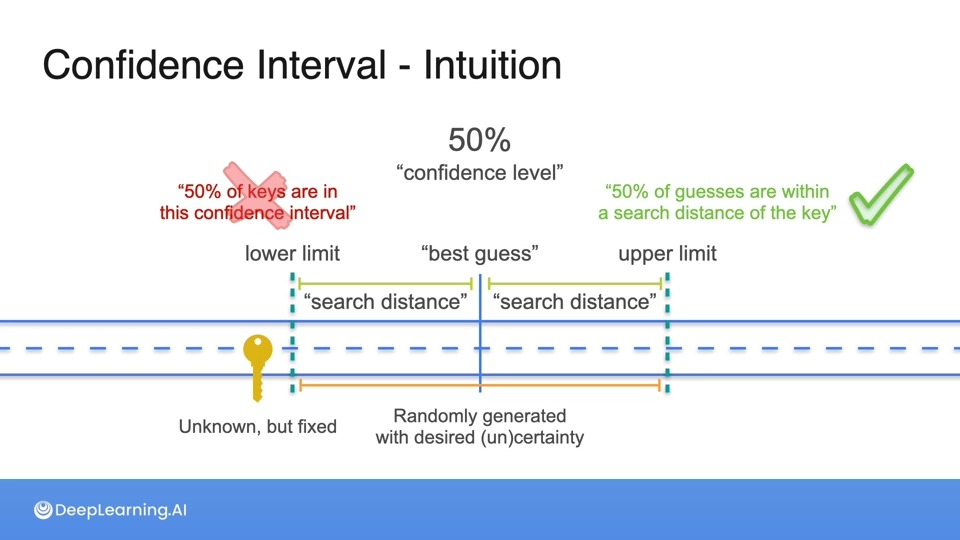 Confidence Interval - Intuition
50%
“confidence level”
“50% of keys are in
this confidence interval”
“50% of guesses are within
a search distance of the key”
lower limit
“best guess”
upper limit
“search distance”
“search distance”
Unknown, but fixed
Randomly generated
with desired (un)certainty
DeepLearning.AI